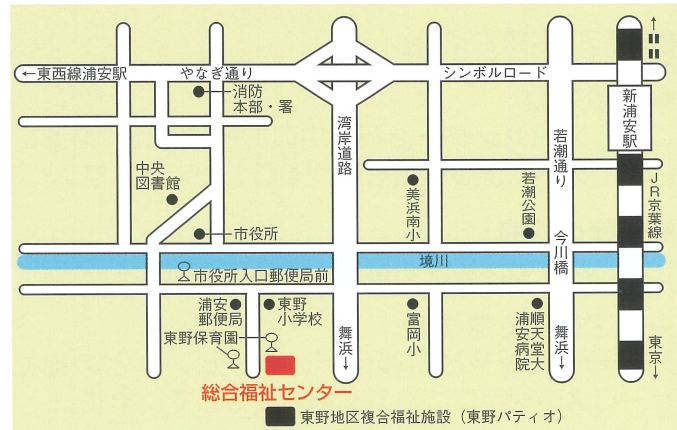 ←東西線浦安駅
やなぎ通り
シンボルロード
消防
本部・署
新浦安駅
湾岸道路
若潮通り
中央
図書館
美浜南小
若潮公園
JR京葉線
市役所
今川橋
境川
市役所入口郵便局前
浦安
郵便局
東野
小学校
富岡小
順天堂大
浦安病院
舞浜↓
舞浜↓
東京↓
東野保育園
総合福祉センター
東野地区複合福祉施設（東野パティオ）